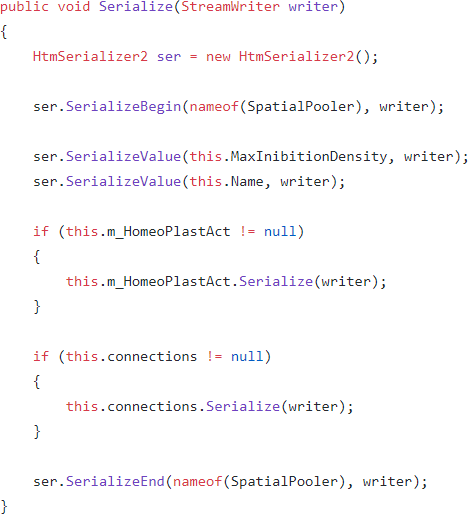 public void Serialize(StreamWriter writer)
{
HtmSerializer2 ser = new HtmSerializer2();
ser.SerializeBegin(nameof(SpatialPooler), writer);
ser.SerializeValue(this.MaxInibitionDensity, writer);
ser.SerializeValue(this.Name, writer);
if (this.m_HomeoPlastAct != null)
{
this.m_HomeoPlastAct.Serialize(writer);
}
if (this.connections != null)
{
this.connections.Serialize(writer);
}
ser.SerializeEnd(nameof(SpatialPooler), writer);
}